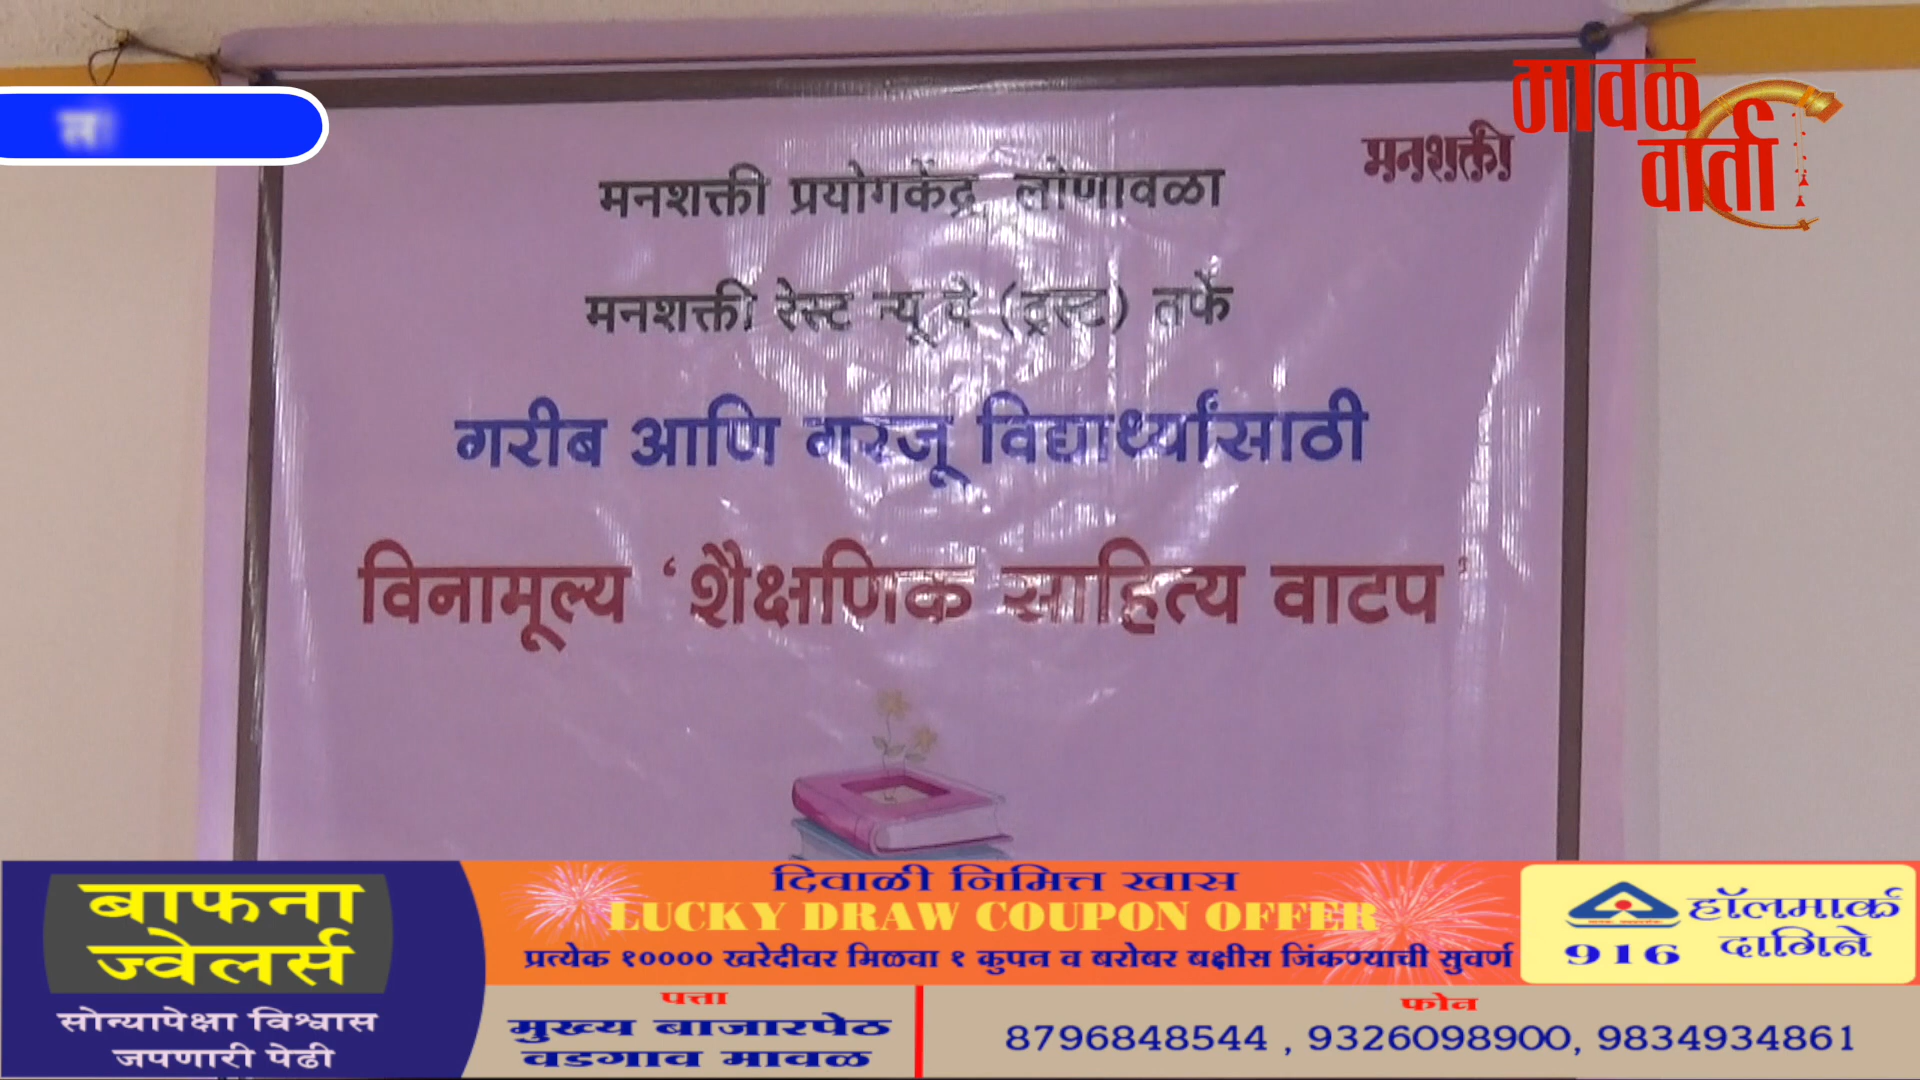 मावळ
वार्ता
मनशक्ती
मनशक्ती प्रयोगकेंद्र, लोणावळा
मनशक्ती रेस्ट न्यू वे (ट्रस्ट) तर्फे
गरीब आणि गरजू विद्यार्थ्यांसाठी
विनामूल्य ‘शैक्षणिक साहित्य वाटप’
बाफना
ज्वेलर्स
सोन्यापेक्षा विश्वास
जपणारी पेढी
दिवाळी निमित्त खास
LUCKY DRAW COUPON OFFER
प्रत्येक १०००० खरेदीवर मिळवा १ कुपन व बरोबर बक्षीस जिंकण्याची सुवर्ण
916
हॉलमार्क
दागिने
पत्ता
मुख्य बाजारपेठ
वडगाव मावळ
फोन
8796848544 , 9326098900, 9834934861